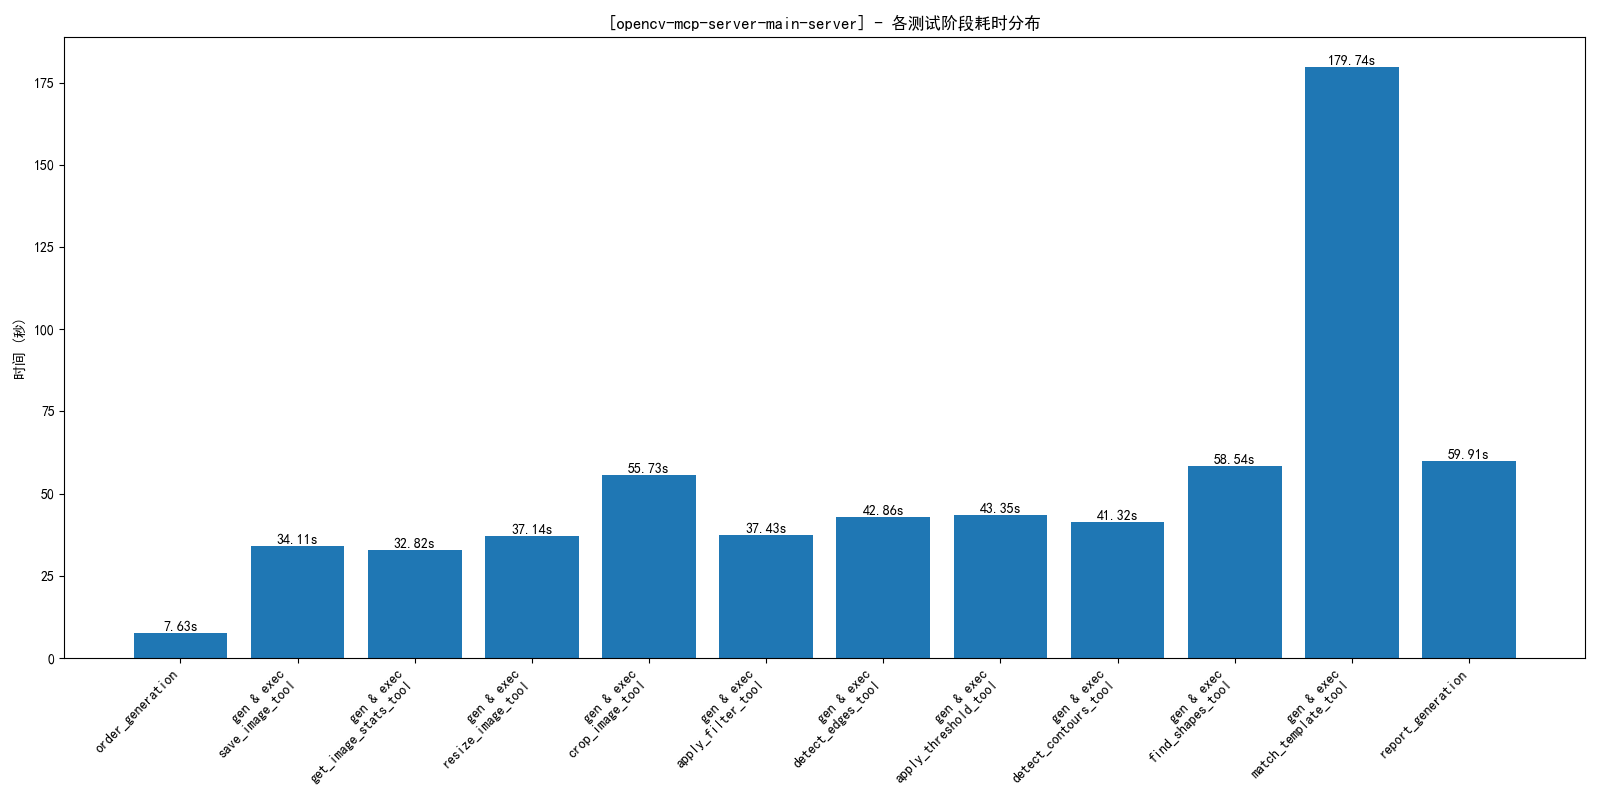 [opencv-mcp-server-main-server] - 各测试阶段耗时分布
时间 (秒)
175
150
125
100
75
50
25
0
7.63s
34.11s
32.82s
37.14s
55.73s
37.43s
42.86s
43.35s
41.32s
58.54s
179.74s
59.91s
order_generation
gen & exec
save_image_tool
gen & exec
get_image_stats_tool
gen & exec
resize_image_tool
gen & exec
crop_image_tool
gen & exec
apply_filter_tool
gen & exec
detect_edges_tool
gen & exec
apply_threshold_tool
gen & exec
detect_contours_tool
gen & exec
find_shapes_tool
gen & exec
match_template_tool
report_generation